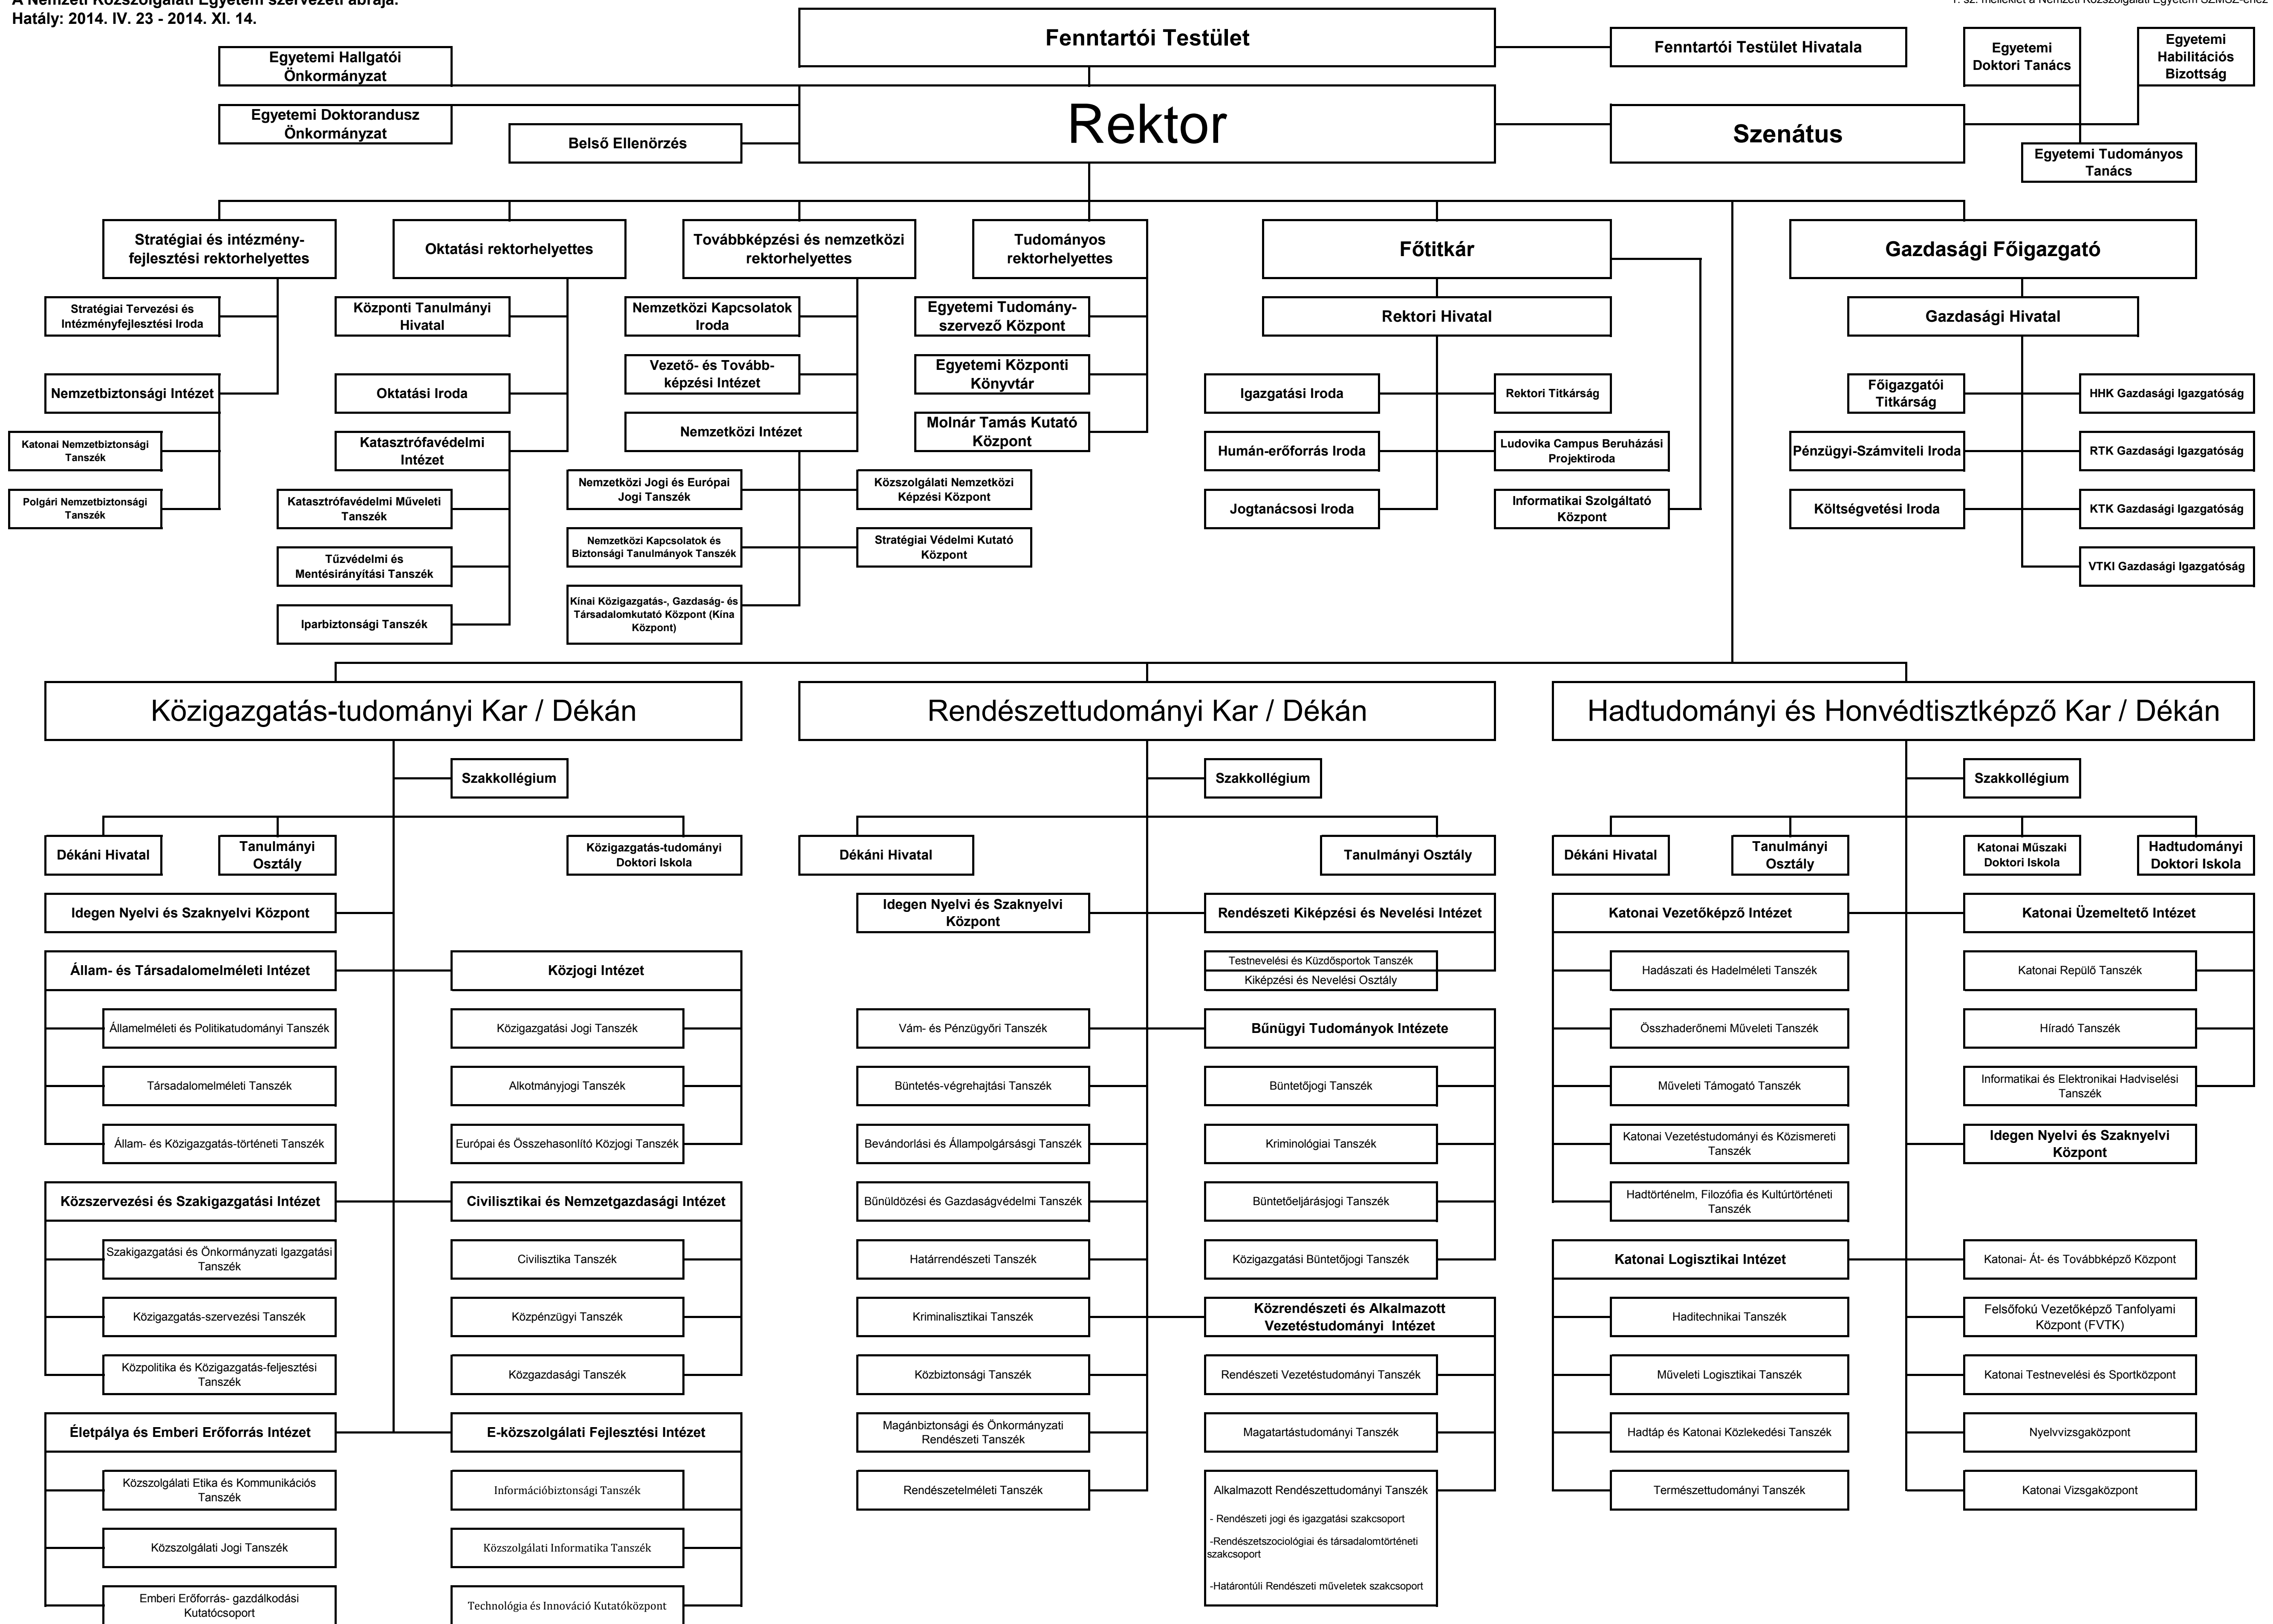 A Nemzeti Közszolgálati Egyetem szervezeti ábrája.
Hatály: 2014. IV. 23 - 2014. XI. 14.
1. sz. melléklet a Nemzeti Közszolgálati Egyetem SZMSZ-éhez
Fenntartói Testület
Fenntartói Testület Hivatala
Egyetemi
Doktori Tanács
Egyetemi
Habilitációs
Bizottság
Egyetemi Hallgatói
Önkormányzat
Egyetemi Doktorandusz
Önkormányzat
Belső Ellenörzés
Rektor
Szenátus
Egyetemi Tudományos
Tanács
Stratégiai és intézmény-
fejlesztési rektorhelyettes
Oktatási rektorhelyettes
Továbbképzési és nemzetközi
rektorhelyettes
Tudományos
rektorhelyettes
Főtitkár
Gazdasági Főigazgató
Stratégiai Tervezési és
Intézményfejlesztési Iroda
Nemzetbiztonsági Intézet
Katonai Nemzetbiztonsági
Tanszék
Polgári Nemzetbiztonsági
Tanszék
Központi Tanulmányi
Hivatal
Oktatási Iroda
Katasztrófavédelmi
Intézet
Katasztrófavédelmi Műveleti
Tanszék
Tűzvédelmi és
Mentésirányítási Tanszék
Iparbiztonsági Tanszék
Nemzetközi Kapcsolatok
Iroda
Vezető- és Tovább-
képzési Intézet
Nemzetközi Intézet
Nemzetközi Jogi és Európai
Jogi Tanszék
Közszolgálati Nemzetközi
Képzési Központ
Nemzetközi Kapcsolatok és
Biztonsági Tanulmányok Tanszék
Stratégiai Védelmi Kutató
Központ
Kínai Közigazgatás-, Gazdaság- és
Társadalomkutató Központ (Kína
Központ)
Egyetemi Tudomány-
szervező Központ
Egyetemi Központi
Könyvtár
Molnár Tamás Kutató
Központ
Rektori Hivatal
Igazgatási Iroda
Rektori Titkárság
Humán-erőforrás Iroda
Ludovika Campus Beruházási
Projektiroda
Jogtanácsosi Iroda
Informatikai Szolgáltató
Központ
Gazdasági Hivatal
Főigazgatói
Titkárság
HHK Gazdasági Igazgatóság
Pénzügyi-Számviteli Iroda
RTK Gazdasági Igazgatóság
Költségvetési Iroda
KTK Gazdasági Igazgatóság
VTKI Gazdasági Igazgatóság
Közigazgatás-tudományi Kar / Dékán
Szakkollégium
Dékáni Hivatal
Tanulmányi
Osztály
Közigazgatás-tudományi
Doktori Iskola
Idegen Nyelvi és Szaknyelvi Központ
Állam- és Társadalomelméleti Intézet
Államelméleti és Politikatudományi Tanszék
Társadalomelméleti Tanszék
Állam- és Közigazgatás-történeti Tanszék
Közjogi Intézet
Közigazgatási Jogi Tanszék
Alkotmányjogi Tanszék
Európai és Összehasonlító Közjogi Tanszék
Közszervezési és Szakigazgatási Intézet
Szakigazgatási és Önkormányzati Igazgatási
Tanszék
Közigazgatás-szervezési Tanszék
Közpolitika és Közigazgatás-feljesztési
Tanszék
Civilisztikai és Nemzetgazdasági Intézet
Civilisztika Tanszék
Közpénzügyi Tanszék
Közgazdasági Tanszék
Életpálya és Emberi Erőforrás Intézet
Közszolgálati Etika és Kommunikációs
Tanszék
Közszolgálati Jogi Tanszék
Emberi Erőforrás- gazdálkodási
Kutatócsoport
E-közszolgálati Fejlesztési Intézet
Információbiztonsági Tanszék
Közszolgálati Informatika Tanszék
Technológia és Innováció Kutatóközpont
Rendészettudományi Kar / Dékán
Szakkollégium
Dékáni Hivatal
Tanulmányi Osztály
Idegen Nyelvi és Szaknyelvi
Központ
Rendészeti Kiképzési és Nevelési Intézet
Testnevelési és Küzdősportok Tanszék
Kiképzési és Nevelési Osztály
Vám- és Pénzügyőri Tanszék
Büntetés-végrehajtási Tanszék
Bevándorlási és Állampolgársásgi Tanszék
Bűnüldözési és Gazdaságvédelmi Tanszék
Határrendészeti Tanszék
Kriminalisztikai Tanszék
Közbiztonsági Tanszék
Magánbiztonsági és Önkormányzati
Rendészeti Tanszék
Rendészetelméleti Tanszék
Bűnügyi Tudományok Intézete
Büntetőjogi Tanszék
Kriminológiai Tanszék
Büntetőeljárásjogi Tanszék
Közigazgatási Büntetőjogi Tanszék
Közrendészeti és Alkalmazott
Vezetéstudományi Intézet
Rendészeti Vezetéstudományi Tanszék
Magatartástudományi Tanszék
Alkalmazott Rendészettudományi Tanszék
- Rendészeti jogi és igazgatási szakcsoport
-Rendészetszociológiai és társadalomtörténeti
szakcsoport
-Határontúli Rendészeti műveletek szakcsoport
Hadtudományi és Honvédtisztképző Kar / Dékán
Szakkollégium
Dékáni Hivatal
Tanulmányi
Osztály
Katonai Műszaki
Doktori Iskola
Hadtudományi
Doktori Iskola
Katonai Vezetőképző Intézet
Hadászati és Hadelméleti Tanszék
Összhaderőnemi Műveleti Tanszék
Műveleti Támogató Tanszék
Katonai Vezetéstudományi és Közismereti
Tanszék
Hadtörténelm, Filozófia és Kultúrtörténeti
Tanszék
Katonai Üzemeltető Intézet
Katonai Repülő Tanszék
Híradó Tanszék
Informatikai és Elektronikai Hadviselési
Tanszék
Idegen Nyelvi és Szaknyelvi
Központ
Katonai Logisztikai Intézet
Haditechnikai Tanszék
Műveleti Logisztikai Tanszék
Hadtáp és Katonai Közlekedési Tanszék
Természettudományi Tanszék
Katonai- Át- és Továbbképző Központ
Felsőfokú Vezetőképző Tanfolyami
Központ (FVTK)
Katonai Testnevelési és Sportközpont
Nyelvvizsgaközpont
Katonai Vizsgaközpont